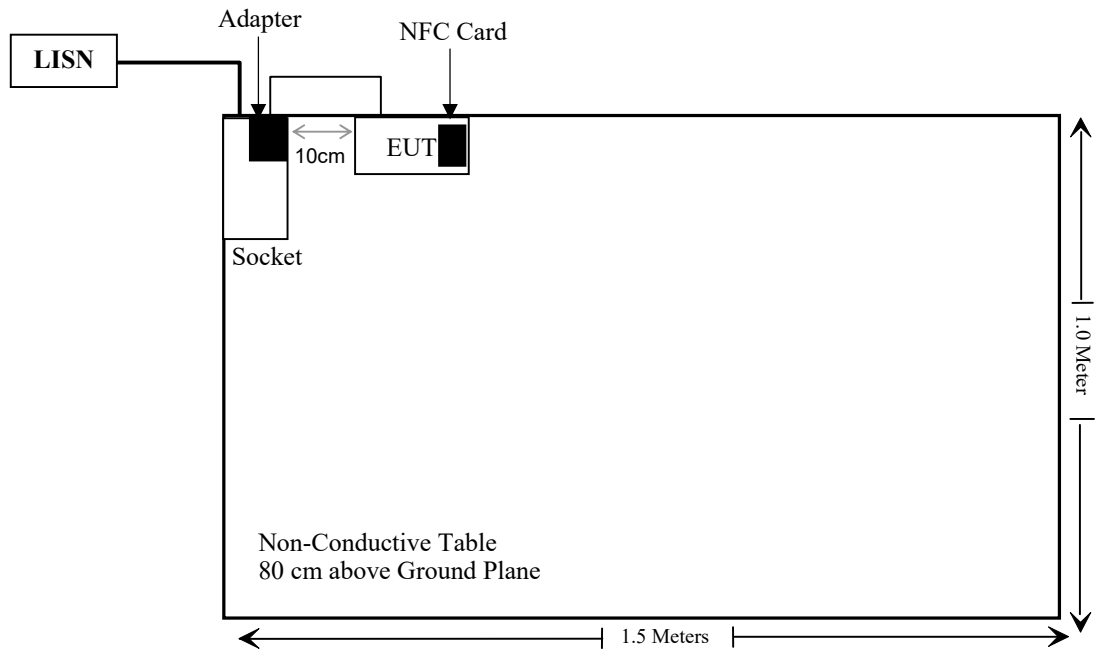 Adapter
NFC Card
LISN
EUT
10cm
Socket
1.0 Meter
Non-Conductive Table
80 cm above Ground Plane
1.5 Meters